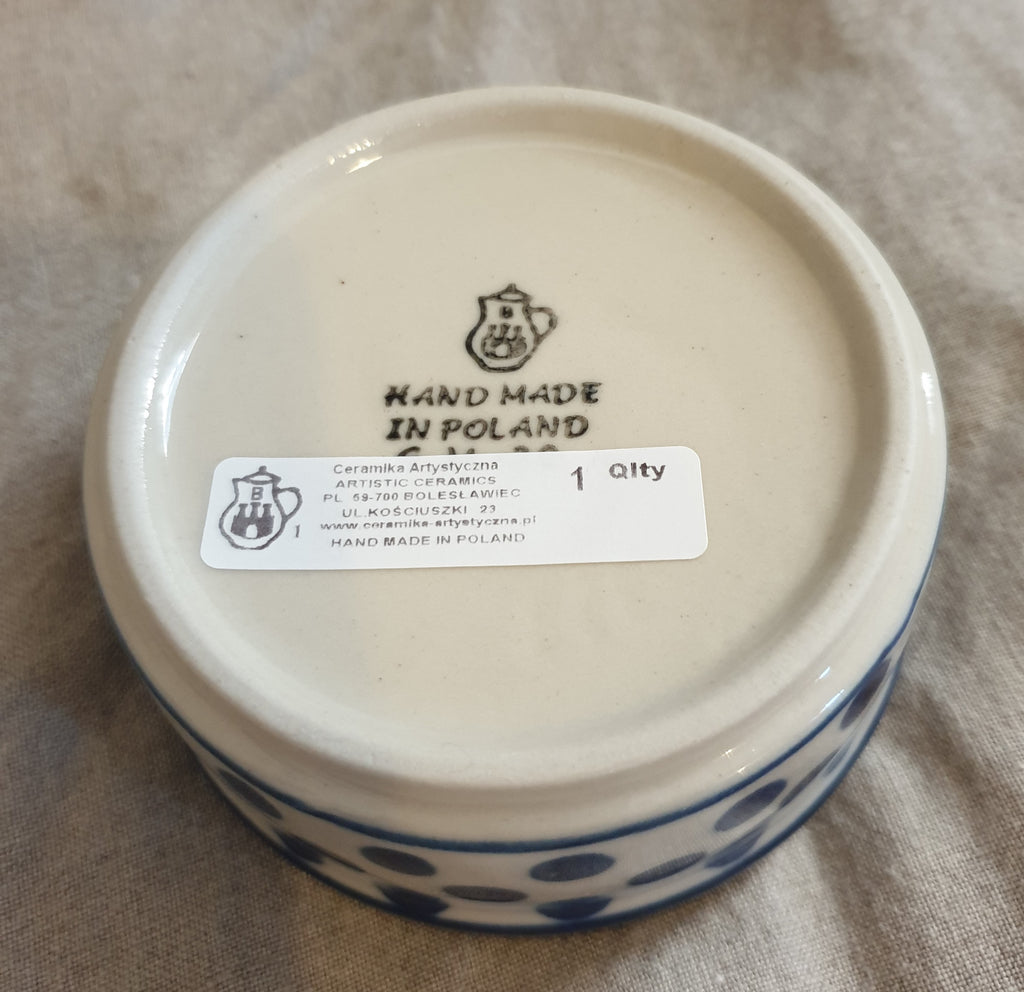 B
HAND MADE
IN POLAND
Ceramika Artystyczna
ARTISTIC CERAMICS
PL 59-700 BOLESŁAWIEC
UL.KOŚCIUSZKI 23
www.ceramika-artystyczna.pl
HAND MADE IN POLAND
B
1
1 Qlty